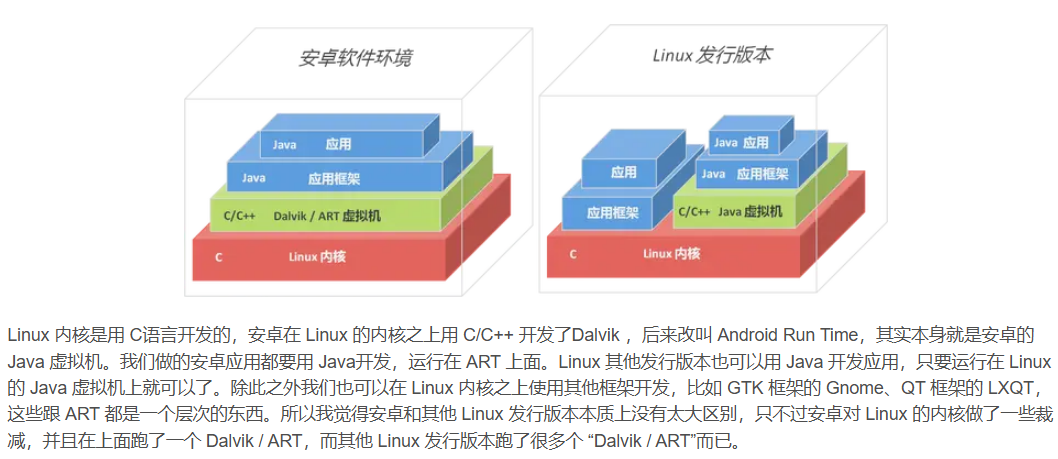 安卓软件环境
Java 应用
Java 应用框架
C/C++ Dalvik / ART 虚拟机
C Linux 内核
Linux 发行版本
应用
应用框架
Java 应用
Java 应用框架
C/C++ Java 虚拟机
C Linux 内核
Linux 内核是用 C语言开发的，安卓在 Linux 的内核之上用 C/C++ 开发了Dalvik ，后来改叫 Android Run Time，其实本身就是安卓的
Java 虚拟机。我们做的安卓应用都要用 Java开发，运行在 ART 上面。Linux 其他发行版本也可以用 Java 开发应用，只要运行在 Linux
的 Java 虚拟机上就可以了。除此之外我们也可以在 Linux 内核之上使用其他框架开发，比如 GTK 框架的 Gnome、QT 框架的 LXQT，
这些跟 ART 都是一个层次的东西。所以我觉得安卓和其他 Linux 发行版本本质上没有太大区别，只不过安卓对 Linux 的内核做了一些裁
减，并且在上面跑了一个 Dalvik / ART，而其他 Linux 发行版本跑了很多个 “Dalvik / ART”而已。